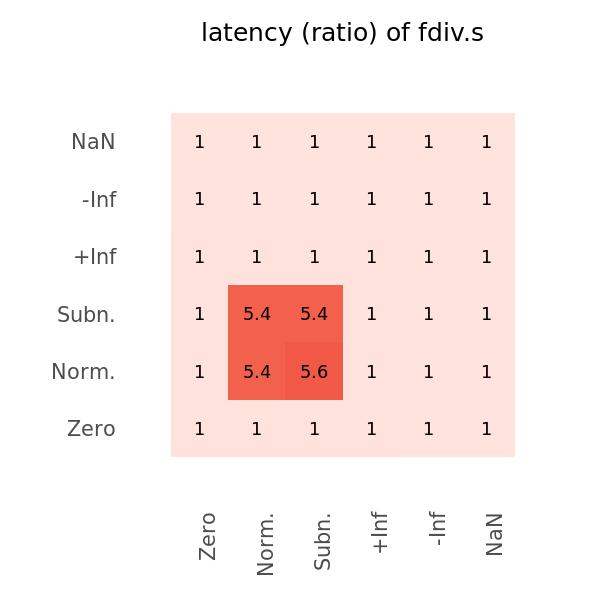 latency (ratio) of fdiv.s
NaN 1 1 1 1 1 1
-Inf 1 1 1 1 1 1
+Inf 1 1 1 1 1 1
Subn. 1 5.4 5.4 1 1 1
Norm. 1 5.4 5.6 1 1 1
Zero 1 1 1 1 1 1
Zero Norm. Subn. +Inf -Inf NaN